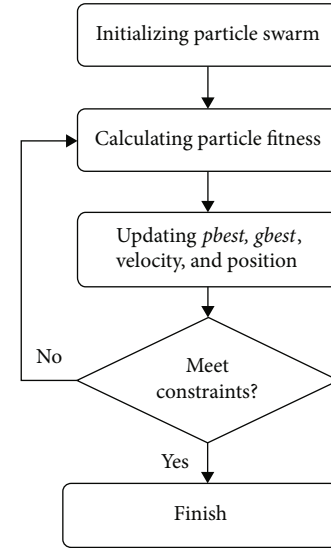 Initializing particle swarm
Calculating particle fitness
Updating pbest, gbest,
velocity, and position
No
Meet
constraints?
Yes
Finish